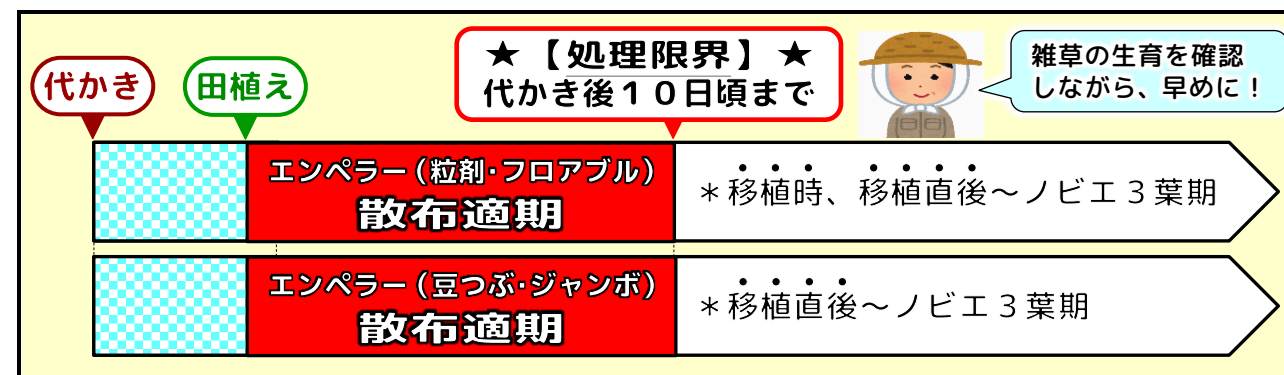 代かき
田植え
★【処理限界】★
代かき後１０日頃まで
雑草の生育を確認
しながら、早めに！
エンペラー（粒剤・フロアブル）
散布適期
＊移植時、移植直後～ノビエ３葉期
エンペラー（豆つぶ・ジャンボ）
散布適期
＊移植直後～ノビエ３葉期